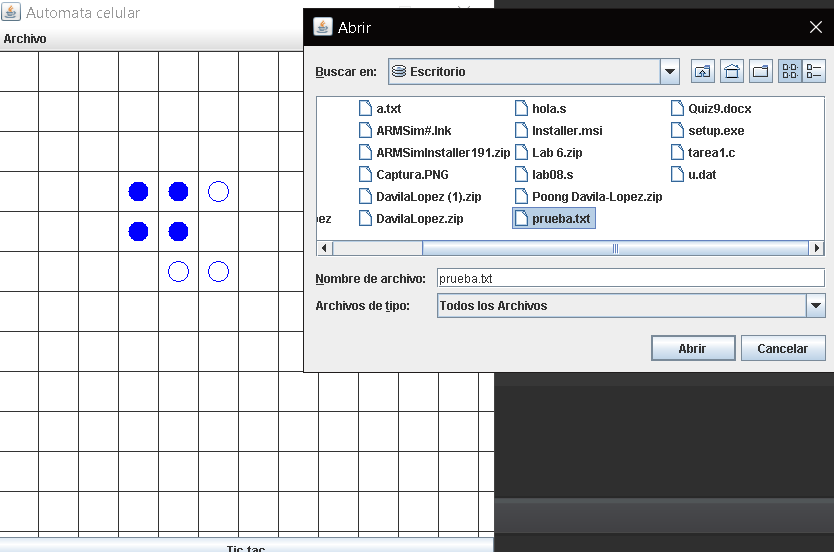 Automata celular
Archivo
Abrir
Buscar en: Escritorio
a.txt hola.s Quiz9.docx
ARMSim#.lnk Installer.msi setup.exe
ARMSimInstaller191.zip Lab 6.zip tarea1.c
Captura.PNG lab08.s u.dat
DavilaLopez (1).zip Poong Davila-Lopez.zip
ez DavilaLopez.zip prueba.txt
Nombre de archivo: prueba.txt
Archivos de tipo: Todos los Archivos
Abrir Cancelar
Tic tac